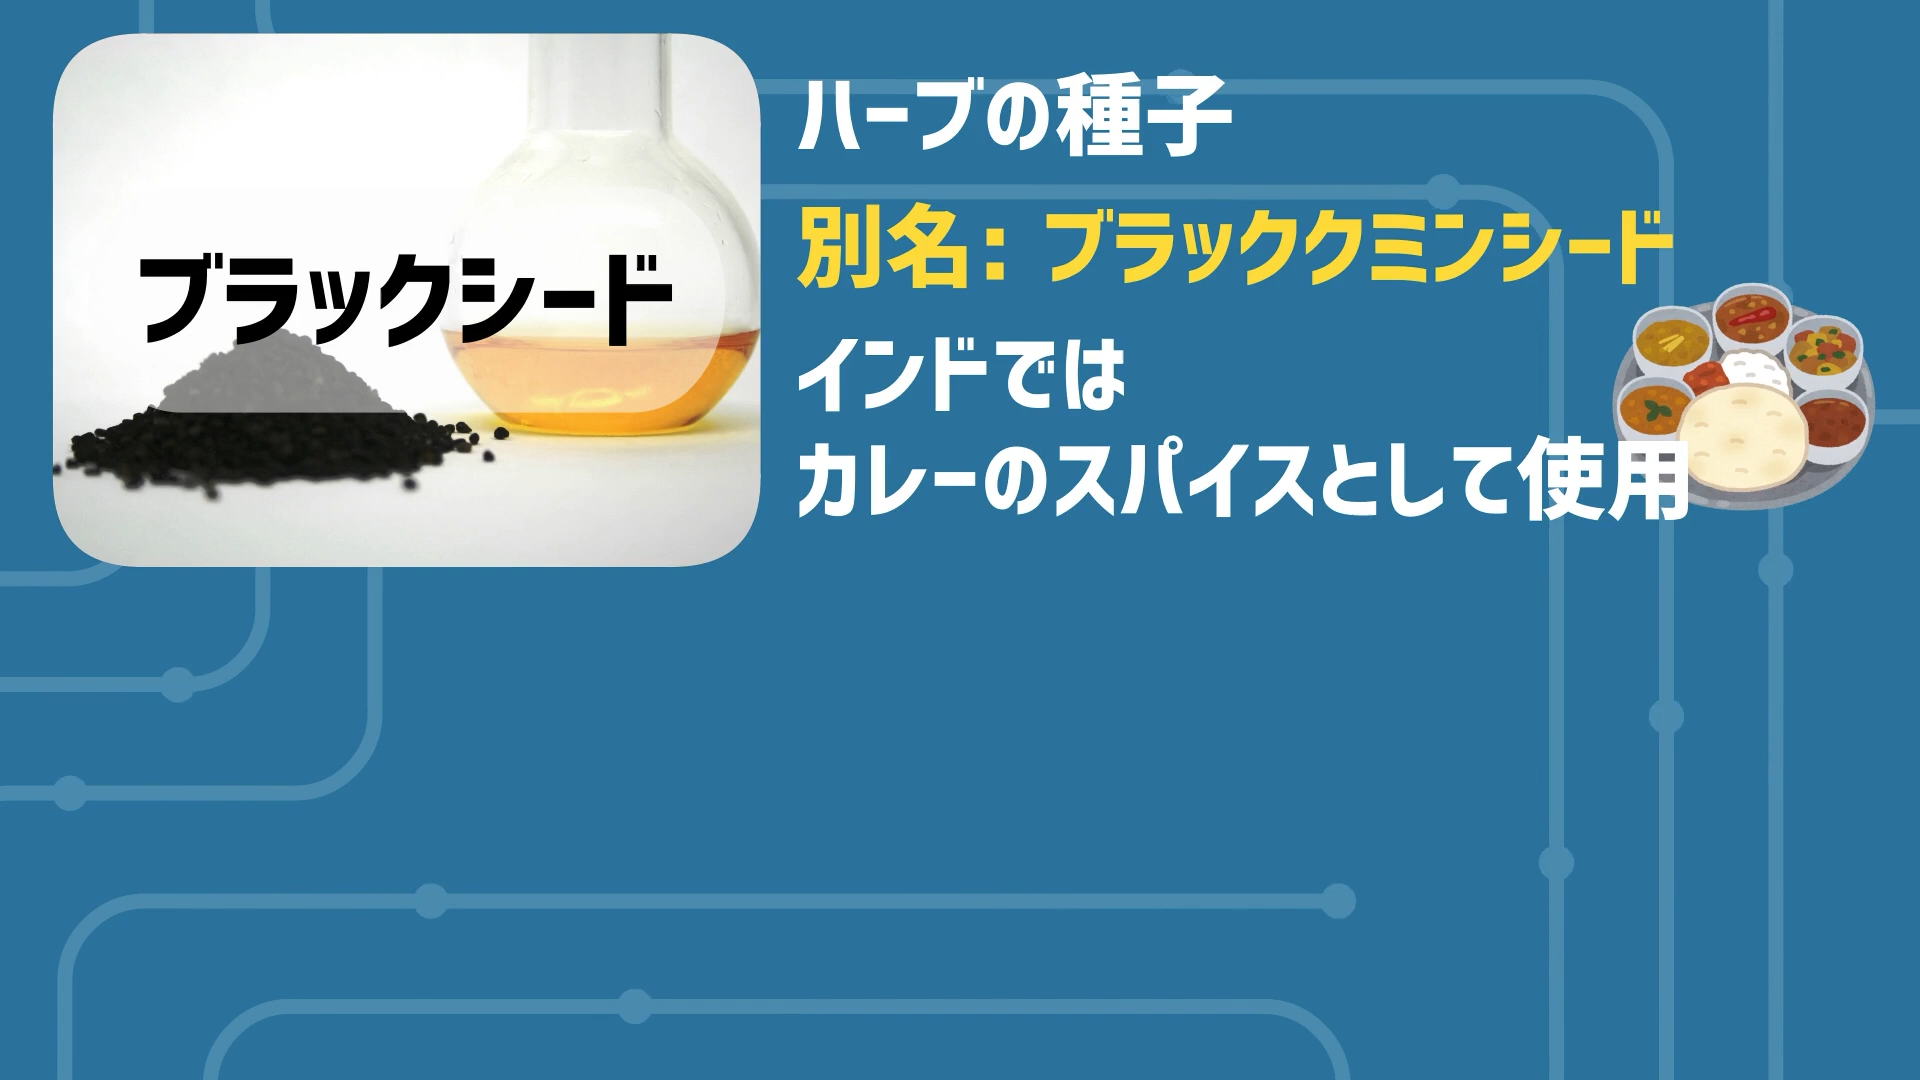 ブラックシード
ハーブの種子
別名: ブラッククミンシード
インドでは
カレーのスパイスとして使用